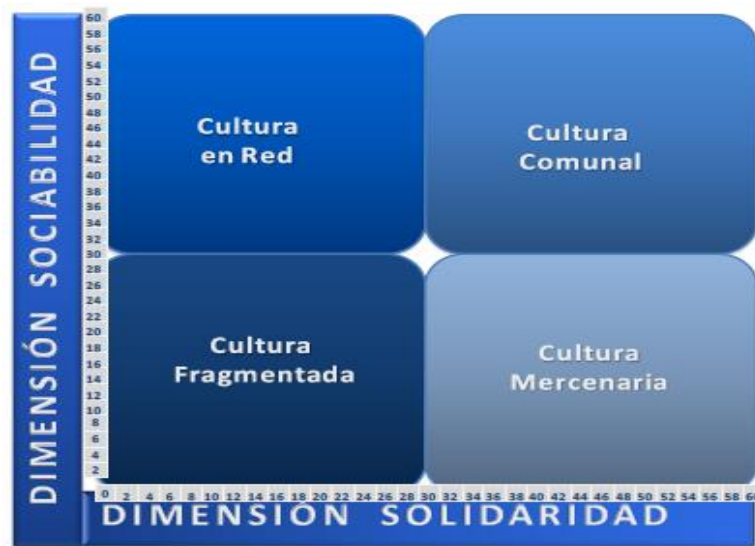 DIMENSIÓN SOCIABILIDAD
60
58
56
54
52
50
48
46
44
42
40
38
36
34
32
30
28
26
24
22
20
18
16
14
12
10
8
6
4
2
Cultura
en Red
Cultura
Comunal
Cultura
Fragmentada
Cultura
Mercenaria
0 2 4 6 8 10 12 14 16 18 20 22 24 26 28 30 32 34 36 38 40 42 44 46 48 50 52 54 56 58 60
DIMENSIÓN SOLIDARIDAD